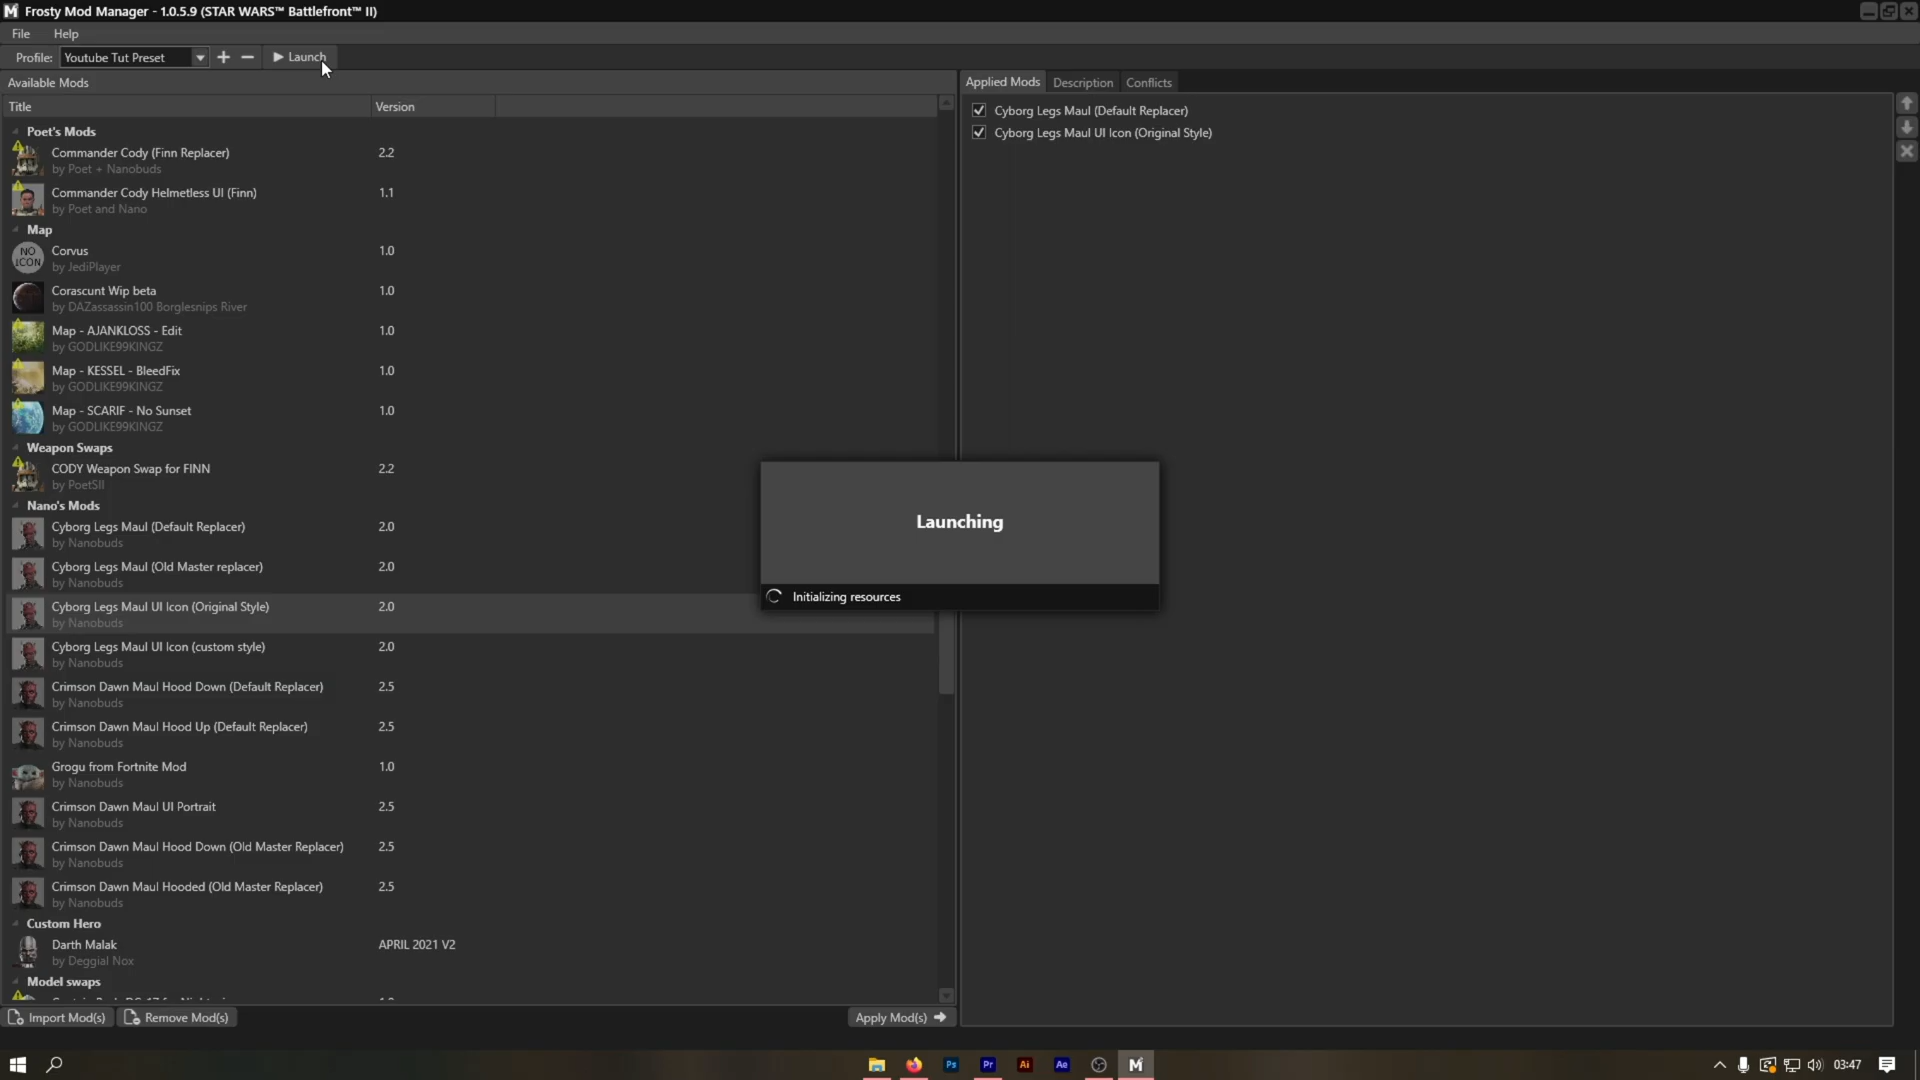 Frosty Mod Manager - 1.0.5.9 (STAR WARS™ Battlefront™ II)
File Help
Profile: Youtube Tut Preset Launch
Available Mods
Title Version
Poet's Mods
Commander Cody (Finn Replacer) 2.2
by Poet + Nanobuds
Commander Cody Helmetless UI (Finn) 1.1
by Poet and Nano
Map
NO ICON
Corvus 1.0
by JediPlayer
Corascunt Wip beta 1.0
by DAZassassin100 Borglesnips River
Map - AJANKLOSS - Edit 1.0
by GODLIKE99KINGZ
Map - KESSEL - BleedFix 1.0
by GODLIKE99KINGZ
Map - SCARIF - No Sunset 1.0
by GODLIKE99KINGZ
Weapon Swaps
CODY Weapon Swap for FINN 2.2
by PoetSII
Nano's Mods
Cyborg Legs Maul (Default Replacer) 2.0
by Nanobuds
Cyborg Legs Maul (Old Master replacer) 2.0
by Nanobuds
Cyborg Legs Maul UI Icon (Original Style) 2.0
by Nanobuds
Cyborg Legs Maul UI Icon (custom style) 2.0
by Nanobuds
Crimson Dawn Maul Hood Down (Default Replacer) 2.5
by Nanobuds
Crimson Dawn Maul Hood Up (Default Replacer) 2.5
by Nanobuds
Grogu from Fortnite Mod 1.0
by Nanobuds
Crimson Dawn Maul UI Portrait 2.5
by Nanobuds
Crimson Dawn Maul Hood Down (Old Master Replacer) 2.5
by Nanobuds
Crimson Dawn Maul Hooded (Old Master Replacer) 2.5
by Nanobuds
Custom Hero
Darth Malak APRIL 2021 V2
by Deggial Nox
Model swaps
Import Mod(s) Remove Mod(s) Apply Mod(s)
Applied Mods Description Conflicts
Cyborg Legs Maul (Default Replacer)
Cyborg Legs Maul UI Icon (Original Style)
Launching
Initializing resources
Ps Pr Ai Ae M 03:47